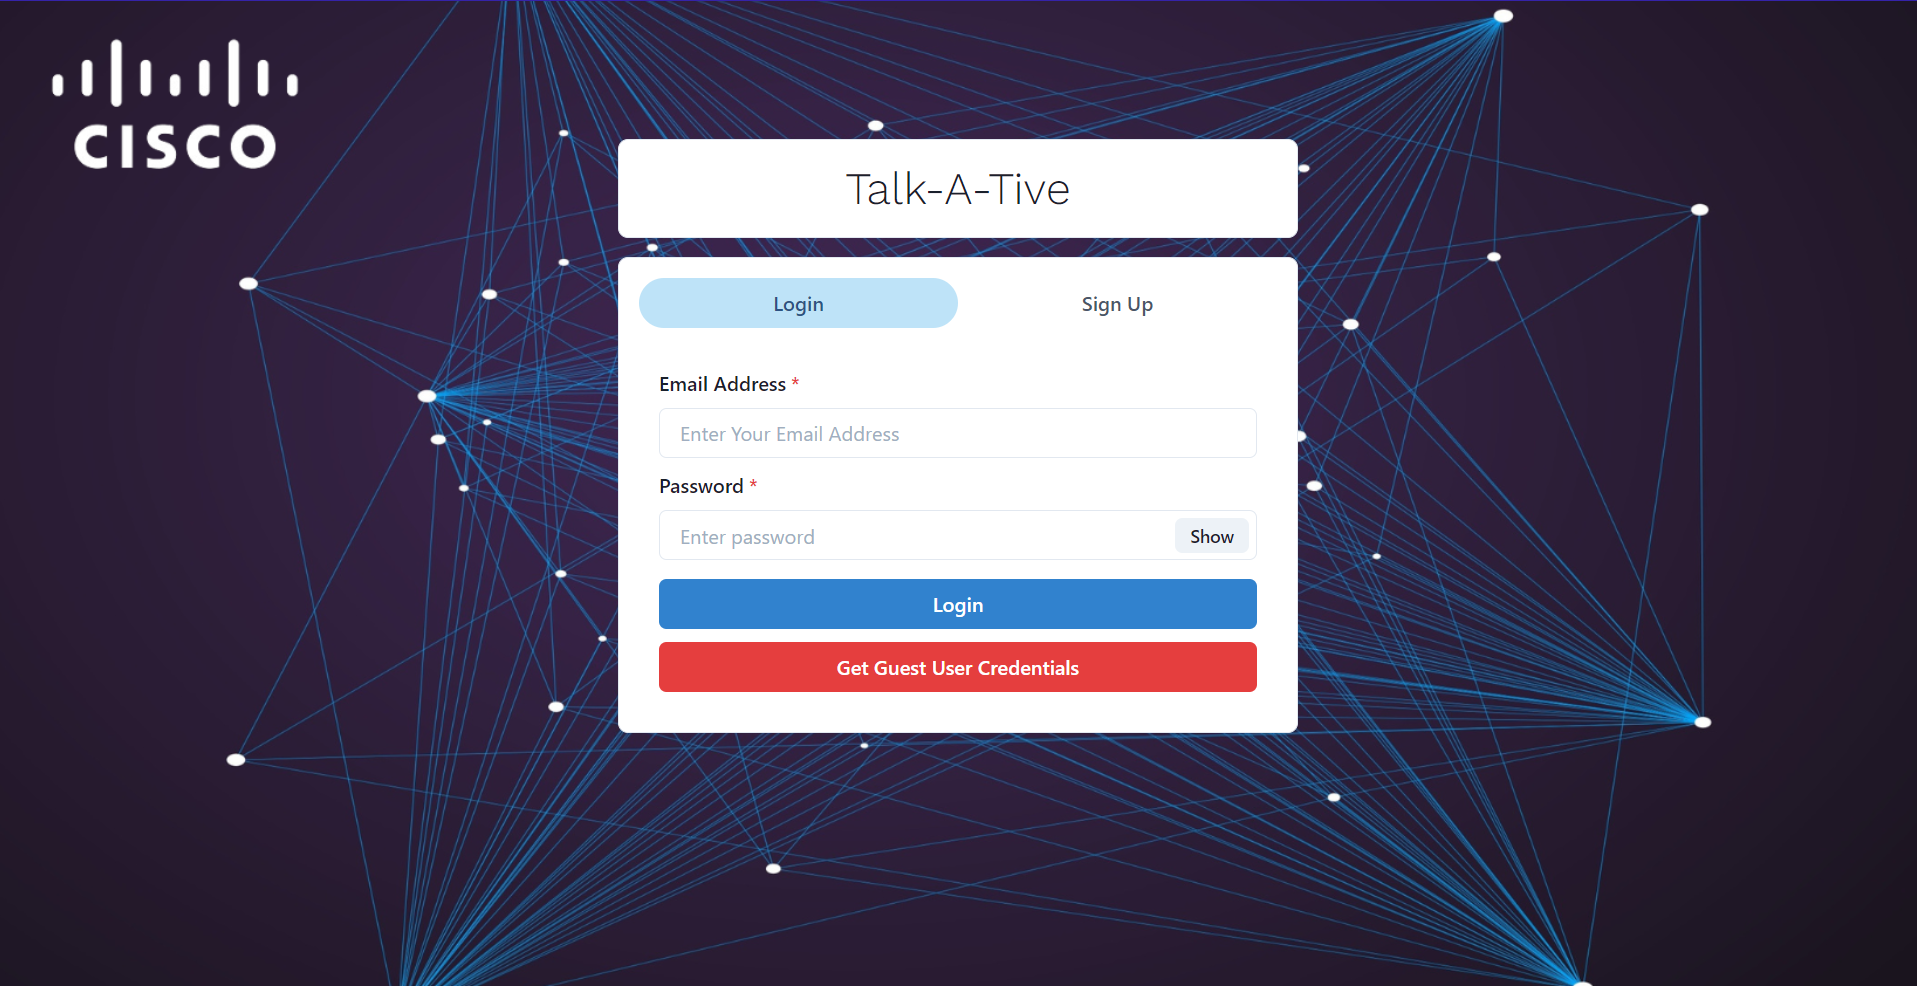 CISCO
Talk-A-Tive
Login
Sign Up
Email Address *
Enter Your Email Address
Password *
Enter password
Show
Login
Get Guest User Credentials